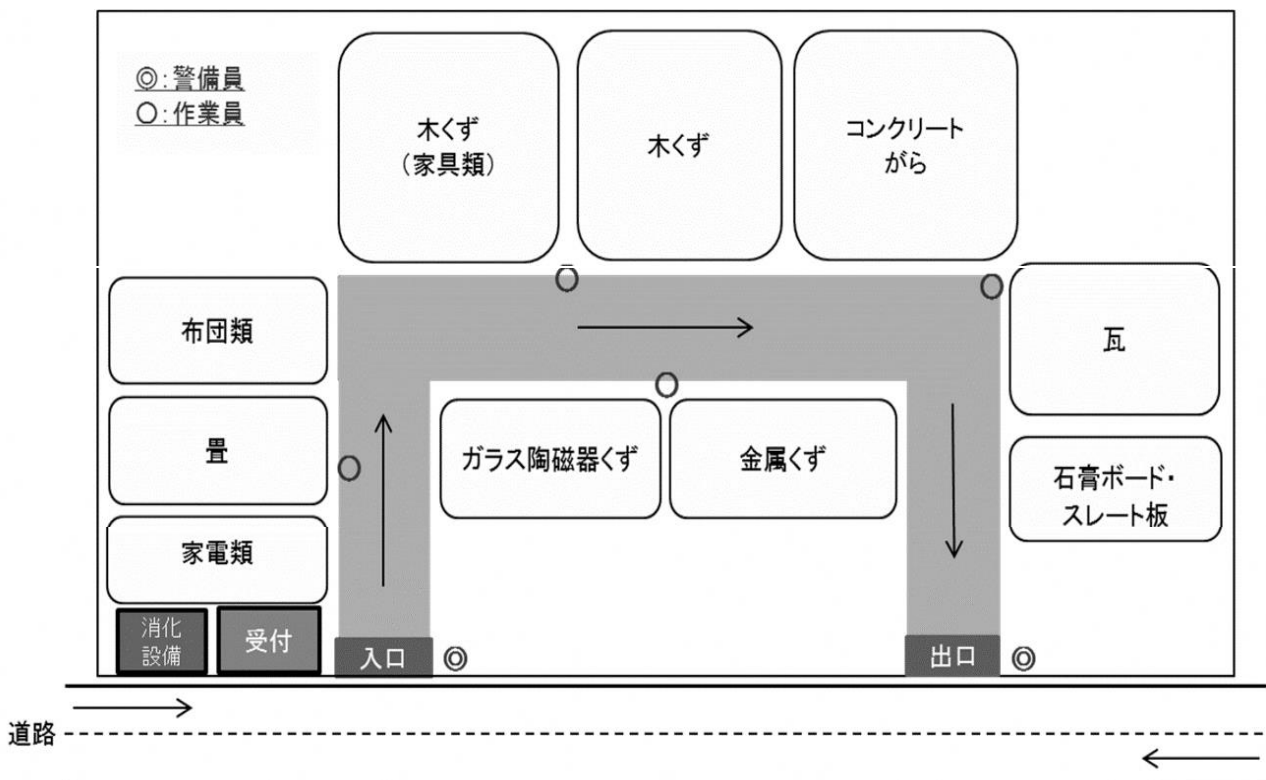 ◎:警備員
○:作業員
木くず
(家具類)
木くず
コンクリート
がら
布団類
瓦
畳
ガラス陶磁器くず
金属くず
石膏ボード・
スレート板
家電類
消化
設備
受付
入口
◎
出口
◎
道路